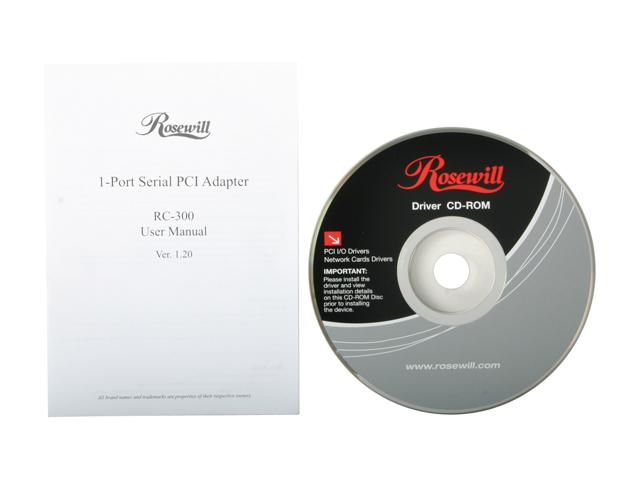 Rosewill
1-Port Serial PCI Adapter
RC-300
User Manual
Ver. 1.20
All brand names and trademarks are properties of their respective owners.
Rosewill
Driver CD-ROM
PCI I/O Drivers
Network Cards Drivers
IMPORTANT:
Please install the
driver and view
installation details
on this CD-ROM Disc
prior to installing
the device.
www.rosewill.com